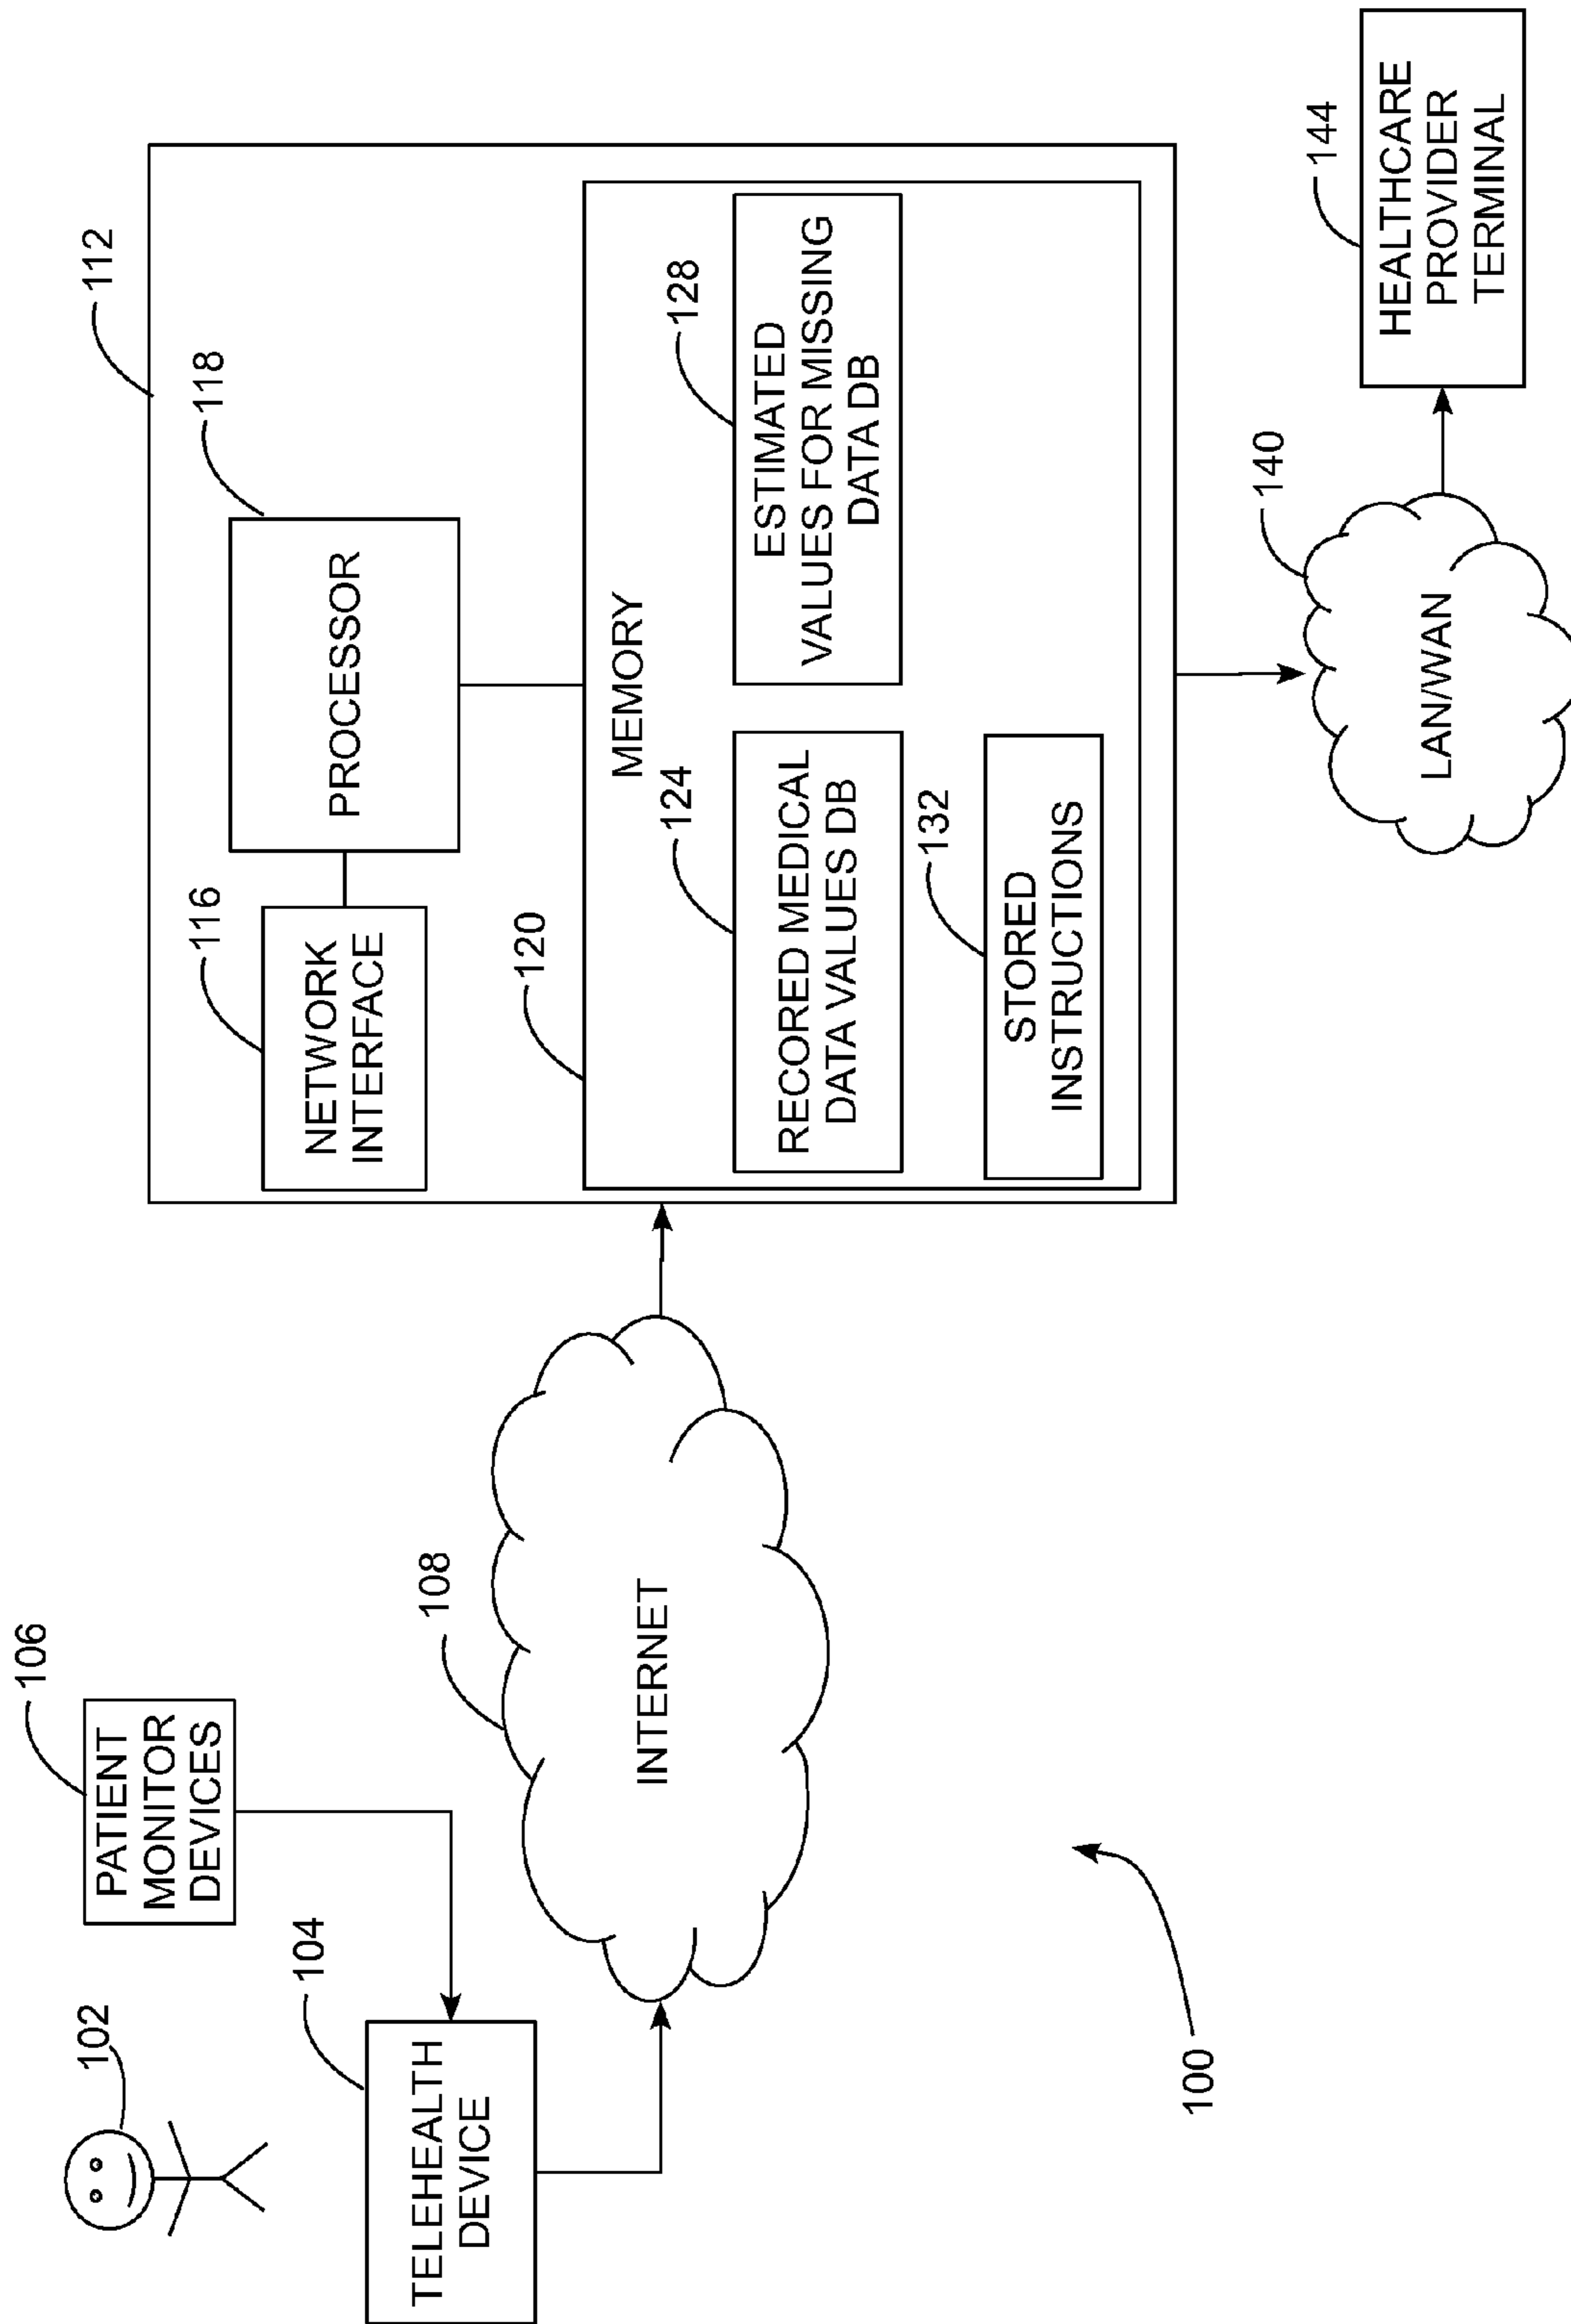 102
106
PATIENT
MONITOR
DEVICES
104
TELEHEALTH
DEVICE
108
INTERNET
100
112
116
NETWORK
INTERFACE
118
PROCESSOR
120
MEMORY
124
RECORED MEDICAL
DATA VALUES DB
128
ESTIMATED
VALUES FOR MISSING
DATA DB
132
STORED
INSTRUCTIONS
140
LAN/WAN
144
HEALTHCARE
PROVIDER
TERMINAL